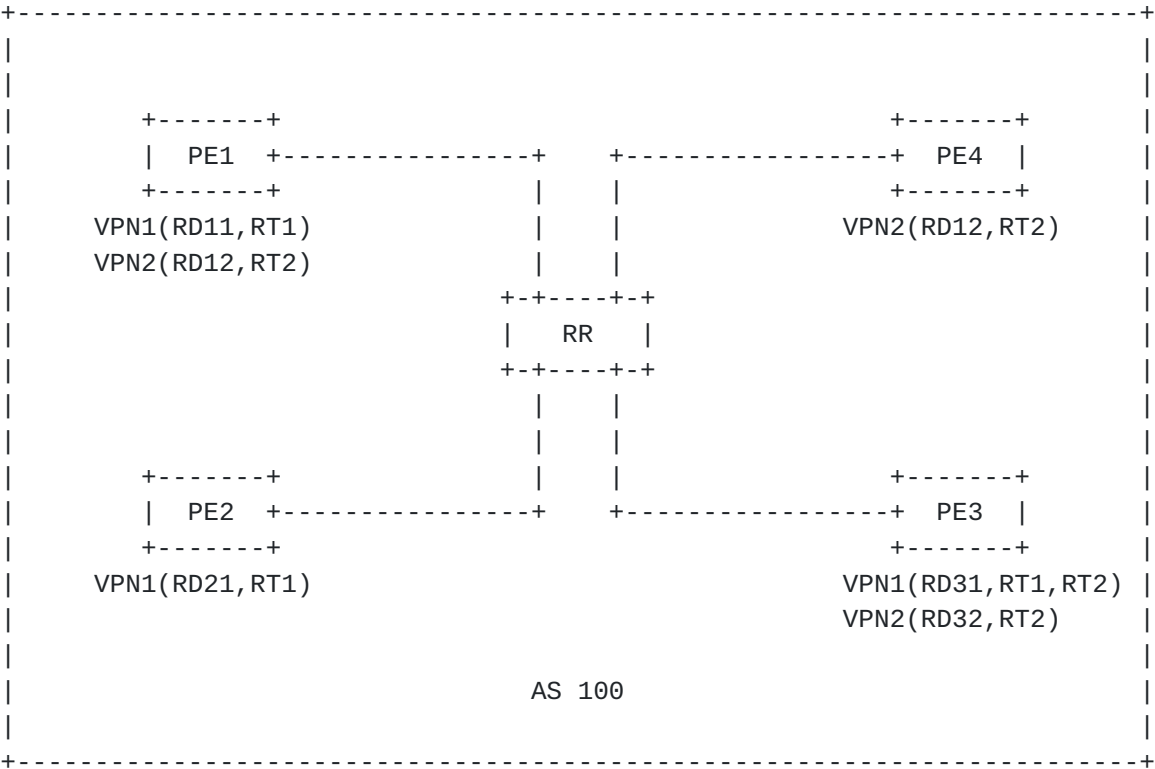 PE1 PE4
VPN1(RD11,RT1) VPN2(RD12,RT2)
VPN2(RD12,RT2)
RR
PE2 PE3
VPN1(RD21,RT1) VPN1(RD31,RT1,RT2)
VPN2(RD32,RT2)
AS 100